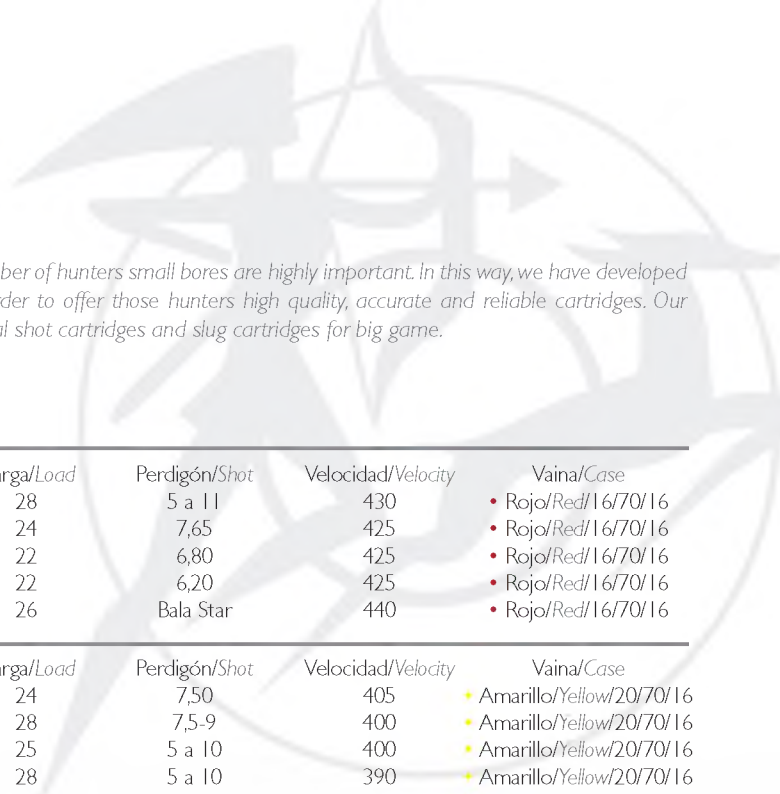 ber of hunters small bores are highly important. In this way, we have developed
rder to offer those hunters high quality, accurate and reliable cartridges. Our
al shot cartridges and slug cartridges for big game.
arga/Load Perdigón/Shot Velocidad/Velocity Vaina/Case
28 5 a 11 430 • Rojo/Red/16/70/16
24 7,65 425 • Rojo/Red/16/70/16
22 6,80 425 • Rojo/Red/16/70/16
22 6,20 425 • Rojo/Red/16/70/16
26 Bala Star 440 • Rojo/Red/16/70/16
arga/Load Perdigón/Shot Velocidad/Velocity Vaina/Case
24 7,50 405 • Amarillo/Yellow/20/70/16
28 7,5-9 400 • Amarillo/Yellow/20/70/16
25 5 a 10 400 • Amarillo/Yellow/20/70/16
28 5 a 10 390 • Amarillo/Yellow/20/70/16